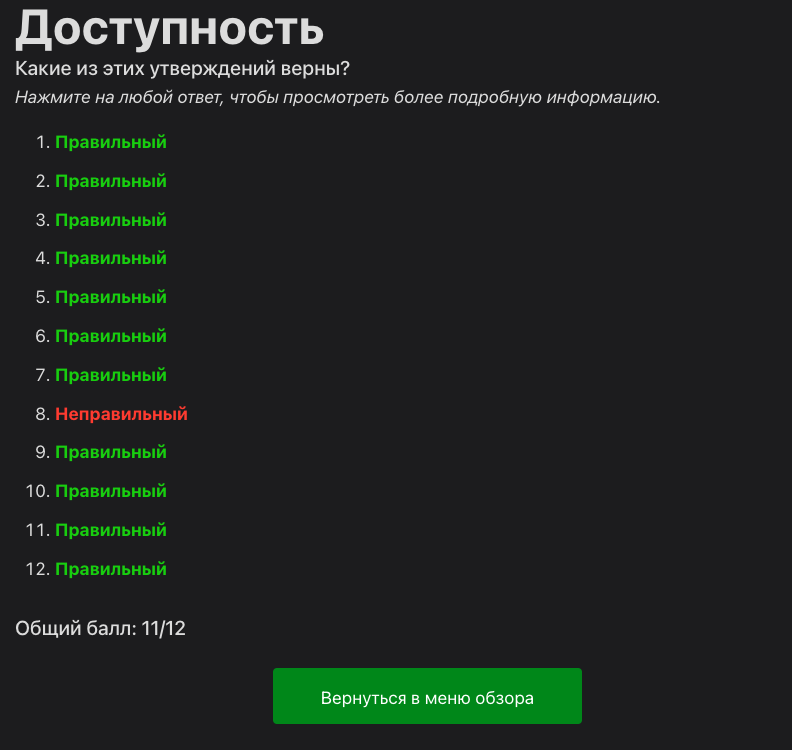 Доступность
Какие из этих утверждений верны?
Нажмите на любой ответ, чтобы просмотреть более подробную информацию.
1. Правильный
2. Правильный
3. Правильный
4. Правильный
5. Правильный
6. Правильный
7. Правильный
8. Неправильный
9. Правильный
10. Правильный
11. Правильный
12. Правильный
Общий балл: 11/12
Вернуться в меню обзора